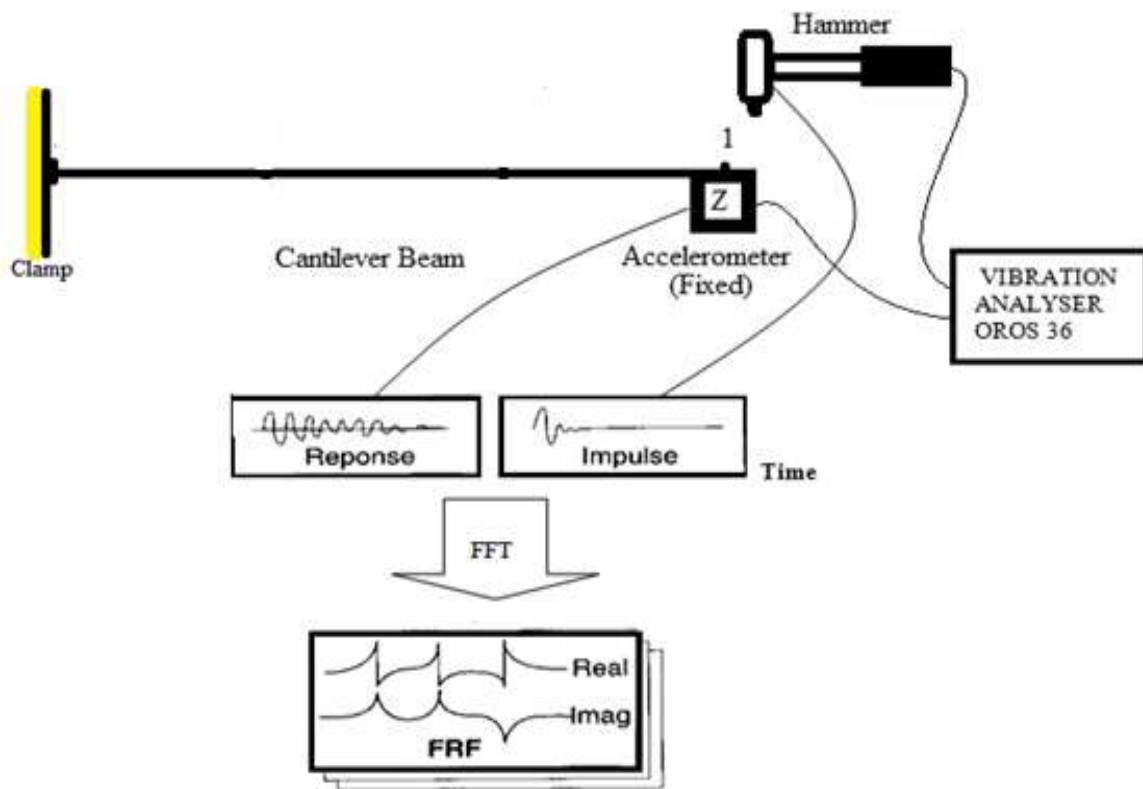 Hammer
1
Z
Clamp
Cantilever Beam
Accelerometer
(Fixed)
VIBRATION
ANALYSER
OROS 36
Reponse
Impulse
Time
FFT
Real
Imag
FRF